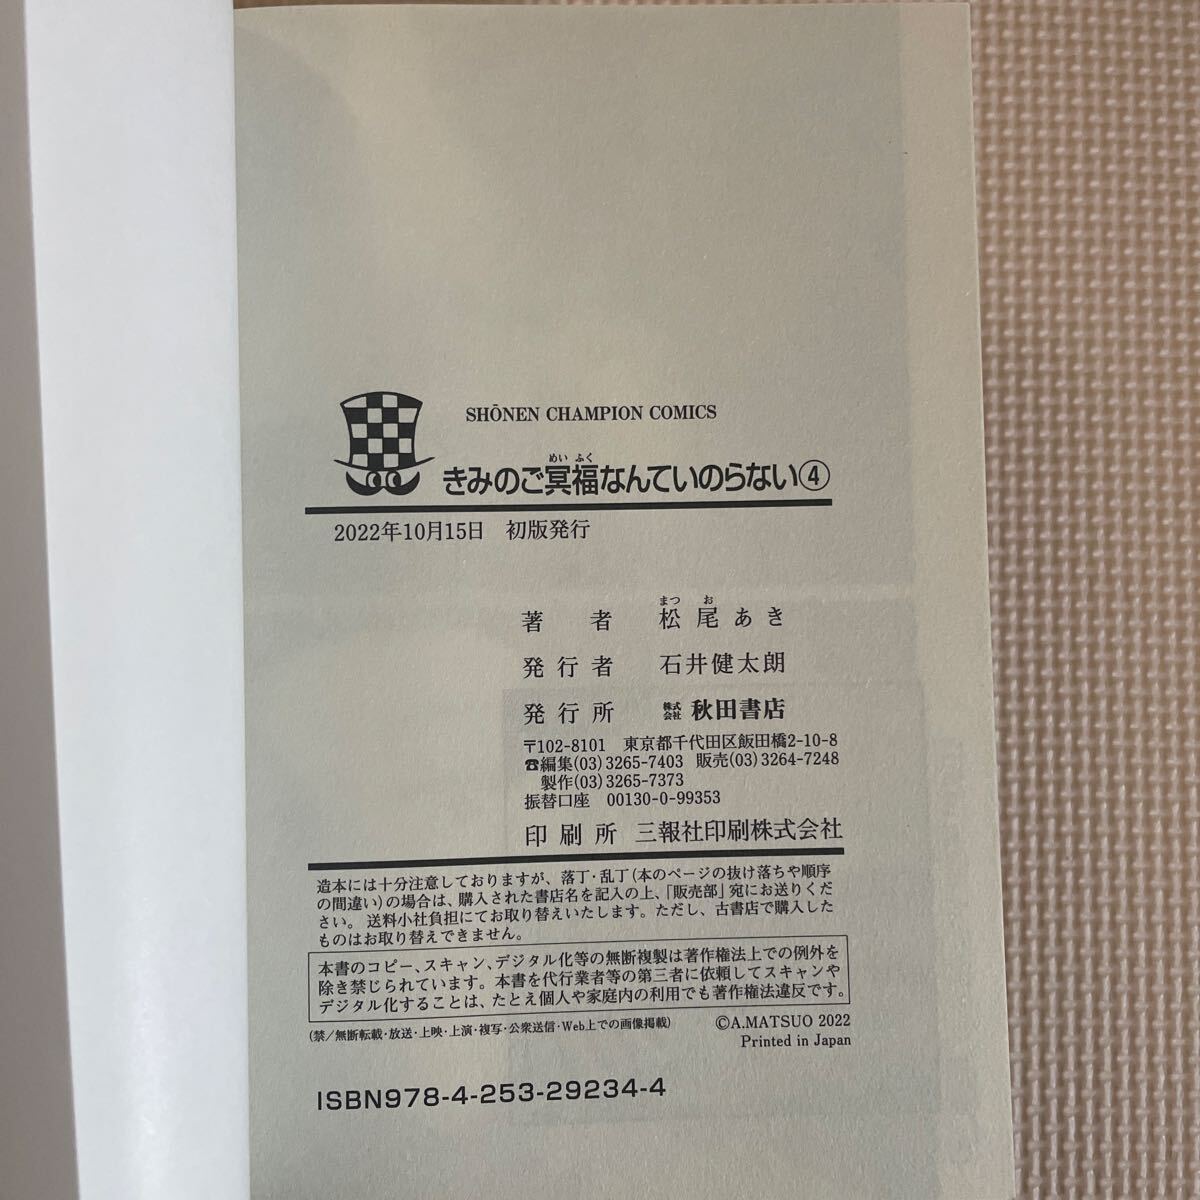 SHŌNEN CHAMPION COMICS
めい ふく
きみのご冥福なんていのらない④
2022年10月15日 初版発行
まつ お
著者 松尾あき
発行者 石井健太朗
発行所 株式会社 秋田書店
〒102-8101 東京都千代田区飯田橋2-10-8
☎編集(03)3265-7403 販売(03)3264-7248
製作(03)3265-7373
振替口座 00130-0-99353
印刷所 三報社印刷株式会社
造本には十分注意しておりますが、落丁・乱丁(本のページの抜け落ちや順序
の間違い)の場合は、購入された書店名を記入の上、「販売部」宛にお送りくだ
さい。送料小社負担にてお取り替えいたします。ただし、古書店で購入した
ものはお取り替えできません。
本書のコピー、スキャン、デジタル化等の無断複製は著作権法上での例外を
除き禁じられています。本書を代行業者等の第三者に依頼してスキャンや
デジタル化することは、たとえ個人や家庭内の利用でも著作権法違反です。
(禁/無断転載・放送・上映・上演・複写・公衆送信・Web上での画像掲載)
©A.MATSUO 2022
Printed in Japan
ISBN978-4-253-29234-4